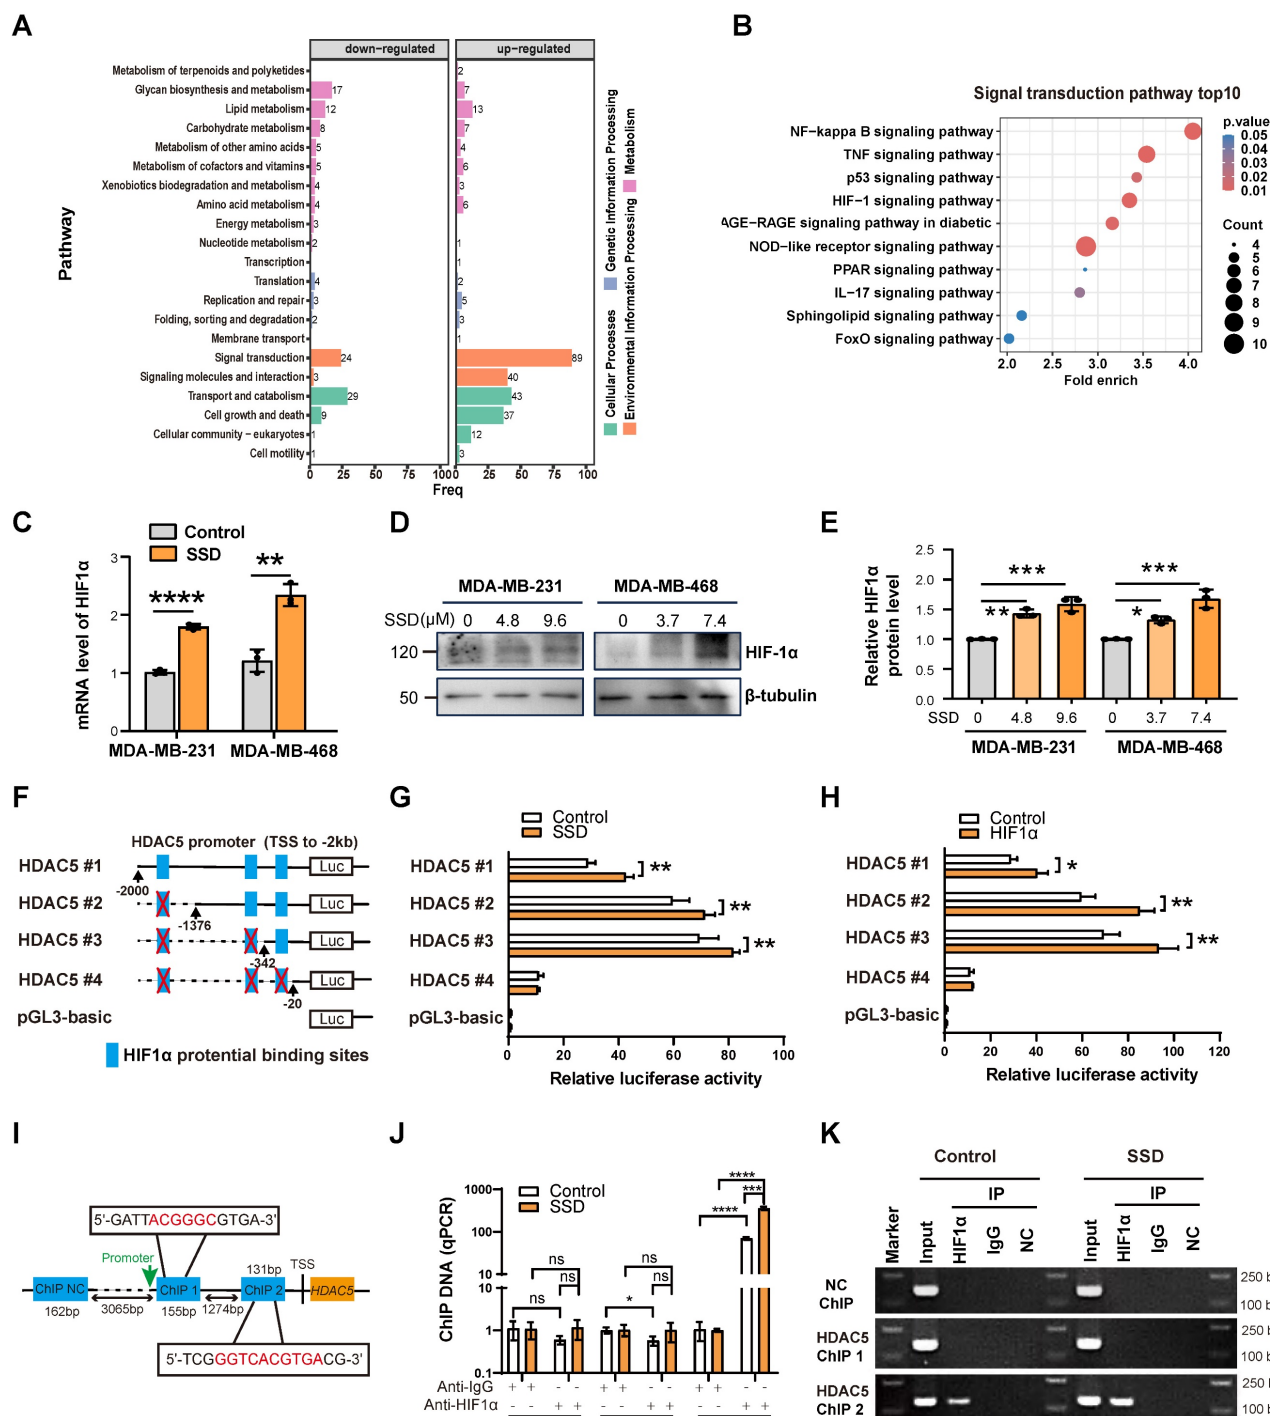 A
down−regulated
up−regulated
Pathway
Metabolism of terpenoids and polyketides
2
Glycan biosynthesis and metabolism
17
7
Lipid metabolism
12
13
Carbohydrate metabolism
8
7
Metabolism of other amino acids
5
4
Metabolism of cofactors and vitamins
5
6
Xenobiotics biodegradation and metabolism
4
3
Amino acid metabolism
4
6
Energy metabolism
3
Nucleotide metabolism
2
1
Transcription
1
Translation
4
2
Replication and repair
3
5
Folding, sorting and degradation
2
3
Membrane transport
1
Signal transduction
24
89
Signaling molecules and interaction
3
40
Transport and catabolism
29
43
Cell growth and death
9
37
Cellular community − eukaryotes
1
12
Cell motility
1
3
0 25 50 75 100
0 25 50 75 100
Freq
Cellular Processes
Genetic Information Processing
Environmental Information Processing
Metabolism
B
Signal transduction pathway top10
NF−kappa B signaling pathway
TNF signaling pathway
p53 signaling pathway
HIF−1 signaling pathway
AGE−RAGE signaling pathway in diabetic
NOD−like receptor signaling pathway
PPAR signaling pathway
IL−17 signaling pathway
Sphingolipid signaling pathway
FoxO signaling pathway
2.0 2.5 3.0 3.5 4.0
Fold enrich
p.value
0.05
0.04
0.03
0.02
0.01
Count
4
5
6
7
8
9
10
C
Control
SSD
mRNA level of HIF1α
3
2
1
0
****
**
MDA-MB-231 MDA-MB-468
D
MDA-MB-231 MDA-MB-468
SSD(μM) 0 4.8 9.6 0 3.7 7.4
120
HIF-1α
50
β-tubulin
E
Relative HIF1α
protein level
2.5
2.0
1.5
1.0
0.5
0.0
***
**
***
*
SSD 0 4.8 9.6 0 3.7 7.4
MDA-MB-231 MDA-MB-468
F
HDAC5 promoter (TSS to -2kb)
HDAC5 #1
Luc
-2000
HDAC5 #2
Luc
-1376
HDAC5 #3
Luc
-342
HDAC5 #4
Luc
-20
pGL3-basic
Luc
HIF1α protential binding sites
G
Control
SSD
HDAC5 #1
**
HDAC5 #2
**
HDAC5 #3
**
HDAC5 #4
pGL3-basic
0 20 40 60 80 100
Relative luciferase activity
H
Control
HIF1α
HDAC5 #1
*
HDAC5 #2
**
HDAC5 #3
**
HDAC5 #4
pGL3-basic
0 20 40 60 80 100 120
Relative luciferase activity
I
5'-GATTACGGGCGTGA-3'
Promoter
131bp
TSS
ChIP NC
ChIP 1
ChIP 2
HDAC5
162bp
3065bp
155bp
1274bp
5'-TCGGGTCACGTGACG-3'
J
Control
SSD
ChIP DNA (qPCR)
1000
100
10
10
1
0.1
ns
ns
ns
*
ns
ns
****
****
***
Anti-IgG + + - - + + - - + + - -
Anti-HIF1α - - + + - - + + - - + +
K
Control SSD
IP IP
Marker Input HIF1α IgG NC Input HIF1α IgG NC
NC
ChIP
250 b
100 b
HDAC5
ChIP 1
250 b
100 b
HDAC5
ChIP 2
250 b
100 b